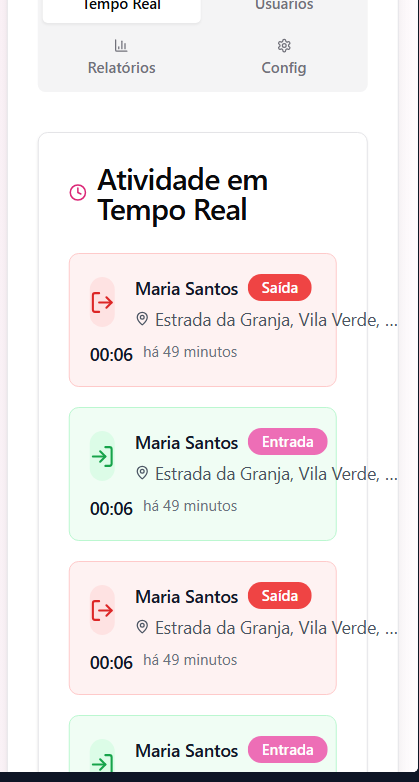 Tempo Real
Usuários
Relatórios
Config
Atividade em
Tempo Real
Maria Santos
Saída
Estrada da Granja, Vila Verde, ...
00:06
há 49 minutos
Maria Santos
Entrada
Estrada da Granja, Vila Verde, ...
00:06
há 49 minutos
Maria Santos
Saída
Estrada da Granja, Vila Verde, ...
00:06
há 49 minutos
Maria Santos
Entrada